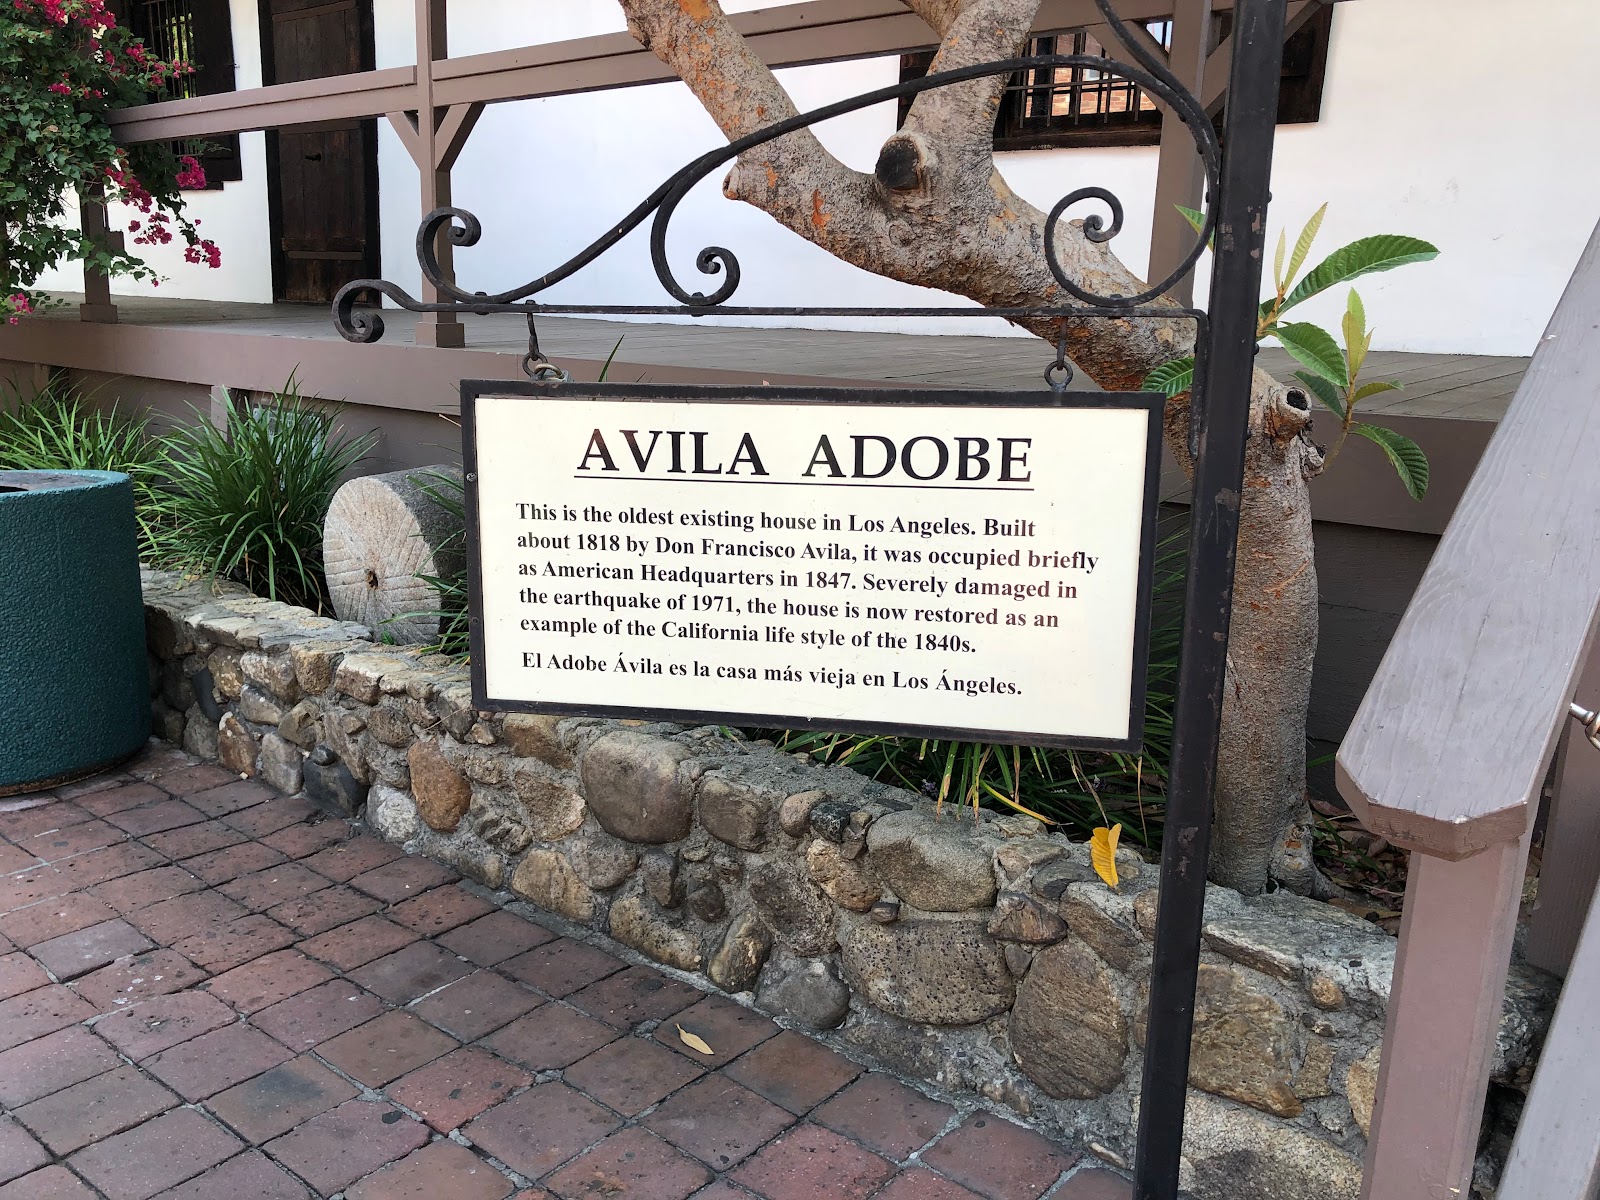 AVILA ADOBE
This is the oldest existing house in Los Angeles. Built
about 1818 by Don Francisco Avila, it was occupied briefly
as American Headquarters in 1847. Severely damaged in
the earthquake of 1971, the house is now restored as an
example of the California life style of the 1840s.
El Adobe Ávila es la casa más vieja en Los Ángeles.